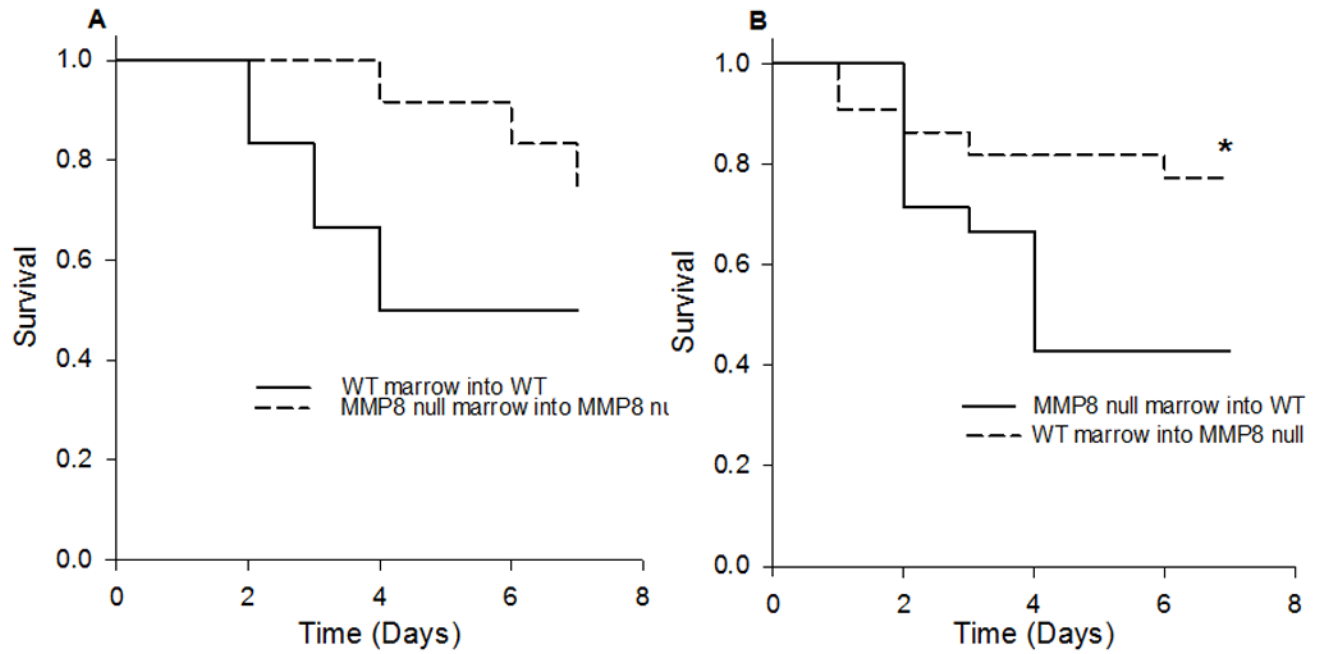 A
1.0
0.8
0.6
0.4
0.2
0.0
Survival
WT marrow into WT
MMP8 null marrow into MMP8 nu
0
2
4
6
8
Time (Days)
B
1.0
0.8
0.6
0.4
0.2
0.0
Survival
*
MMP8 null marrow into WT
WT marrow into MMP8 null
0
2
4
6
8
Time (Days)